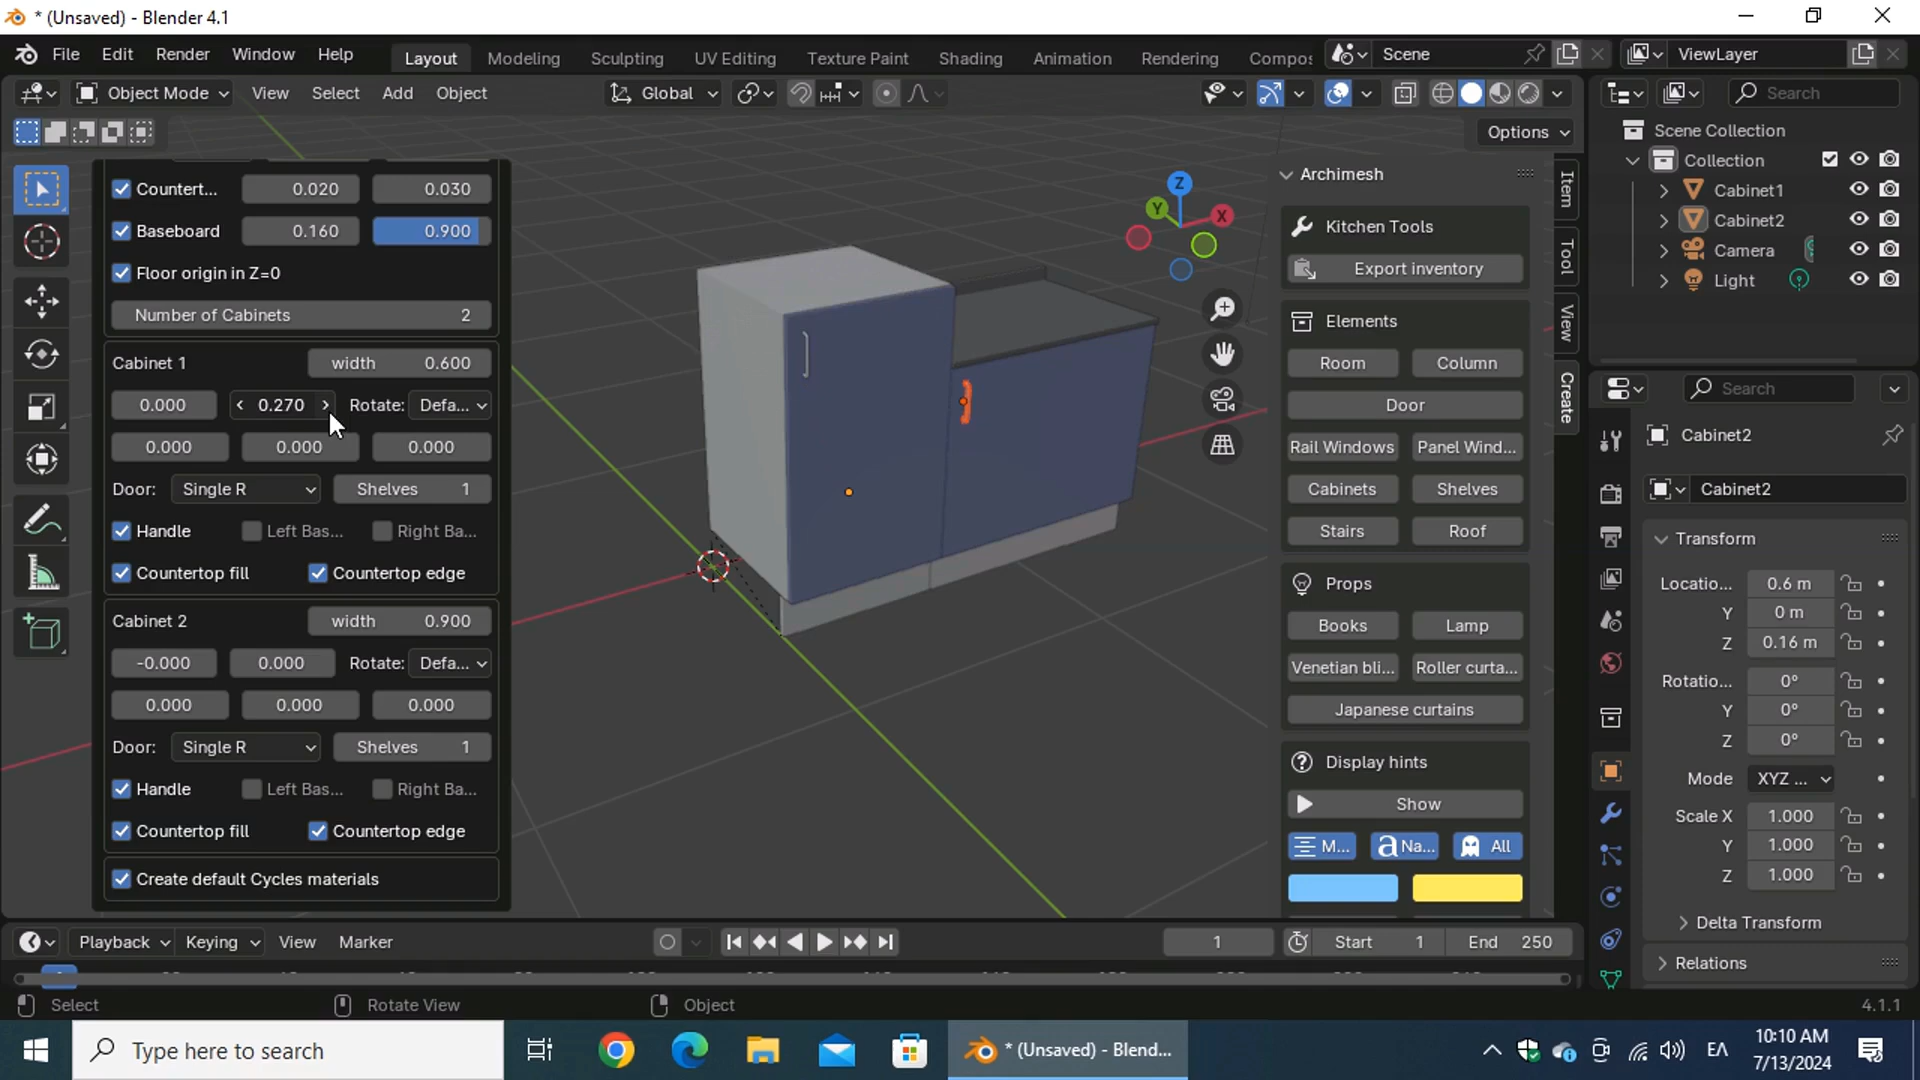 * (Unsaved) - Blender 4.1
File Edit Render Window Help
Layout Modeling Sculpting UV Editing Texture Paint Shading Animation Rendering Compos
Scene
ViewLayer
Object Mode View Select Add Object
Global
Search
Options
Scene Collection
Collection
Cabinet1
Cabinet2
Camera
Light
Countert... 0.020 0.030
Baseboard 0.160 0.900
Floor origin in Z=0
Number of Cabinets 2
Cabinet 1 width 0.600
0.000 0.270 Rotate: Defa...
0.000 0.000 0.000
Door: Single R Shelves 1
Handle Left Bas... Right Ba...
Countertop fill Countertop edge
Cabinet 2 width 0.900
-0.000 0.000 Rotate: Defa...
0.000 0.000 0.000
Door: Single R Shelves 1
Handle Left Bas... Right Ba...
Countertop fill Countertop edge
Create default Cycles materials
Z
Y
X
Archimesh
Kitchen Tools
Export inventory
Elements
Room Column
Door
Rail Windows Panel Wind...
Cabinets Shelves
Stairs Roof
Props
Books Lamp
Venetian bli... Roller curta...
Japanese curtains
Display hints
Show
M... Na... All
Item
Tool
View
Create
Search
Cabinet2
Cabinet2
Transform
Locatio... 0.6 m
Y 0 m
Z 0.16 m
Rotatio... 0°
Y 0°
Z 0°
Mode XYZ ...
Scale X 1.000
Y 1.000
Z 1.000
Delta Transform
Relations
Playback Keying View Marker
1 Start 1 End 250
Select Rotate View Object
4.1.1
Type here to search
* (Unsaved) - Blend...
ΕΛ
10:10 AM
7/13/2024